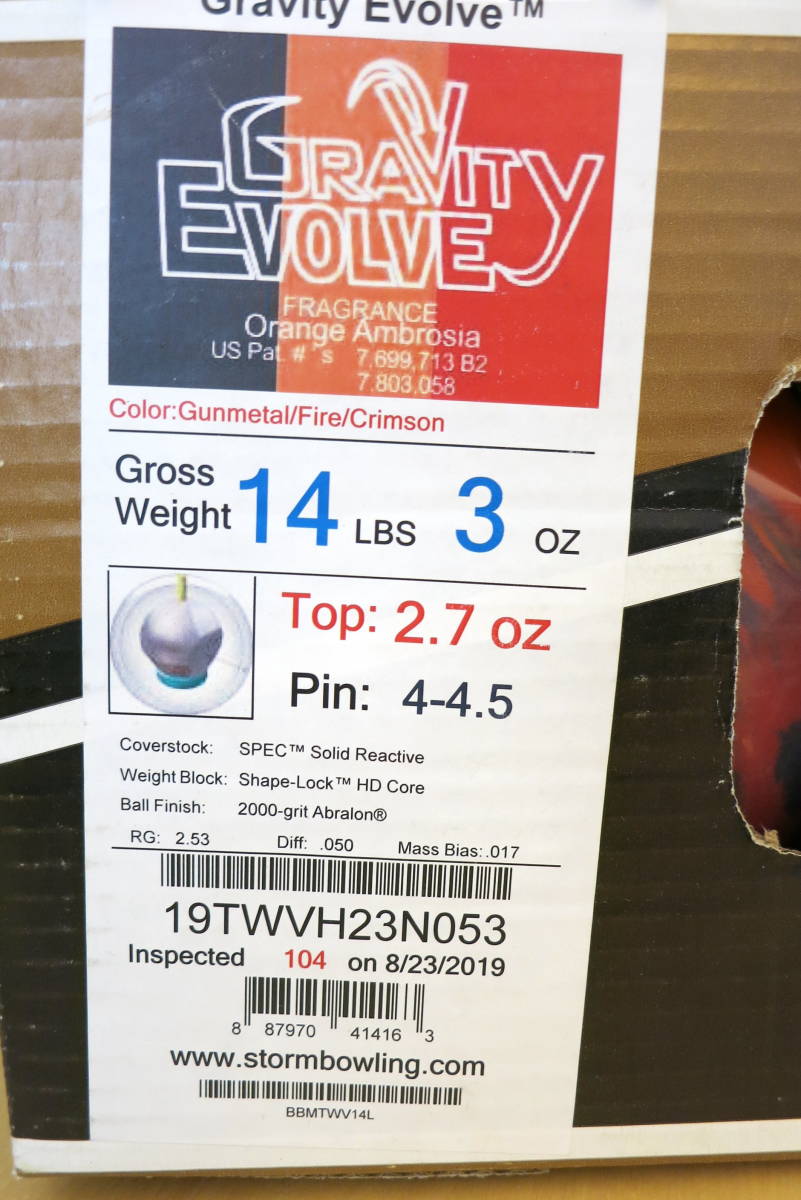 Gravity Evolve™
GRAVITY
EVOLVE
FRAGRANCE
Orange Ambrosia
US Pat. # 's 7,699,713 B2
7,803,058
Color:Gunmetal/Fire/Crimson
Gross Weight 14 LBS 3 oz
Top: 2.7 oz
Pin: 4-4.5
Coverstock: SPEC™ Solid Reactive
Weight Block: Shape-Lock™ HD Core
Ball Finish: 2000-grit Abralon®
RG: 2.53 Diff: .050 Mass Bias:.017
19TWVH23N053
Inspected 104 on 8/23/2019
8 87970 41416 3
www.stormbowling.com
BBMTWV14L